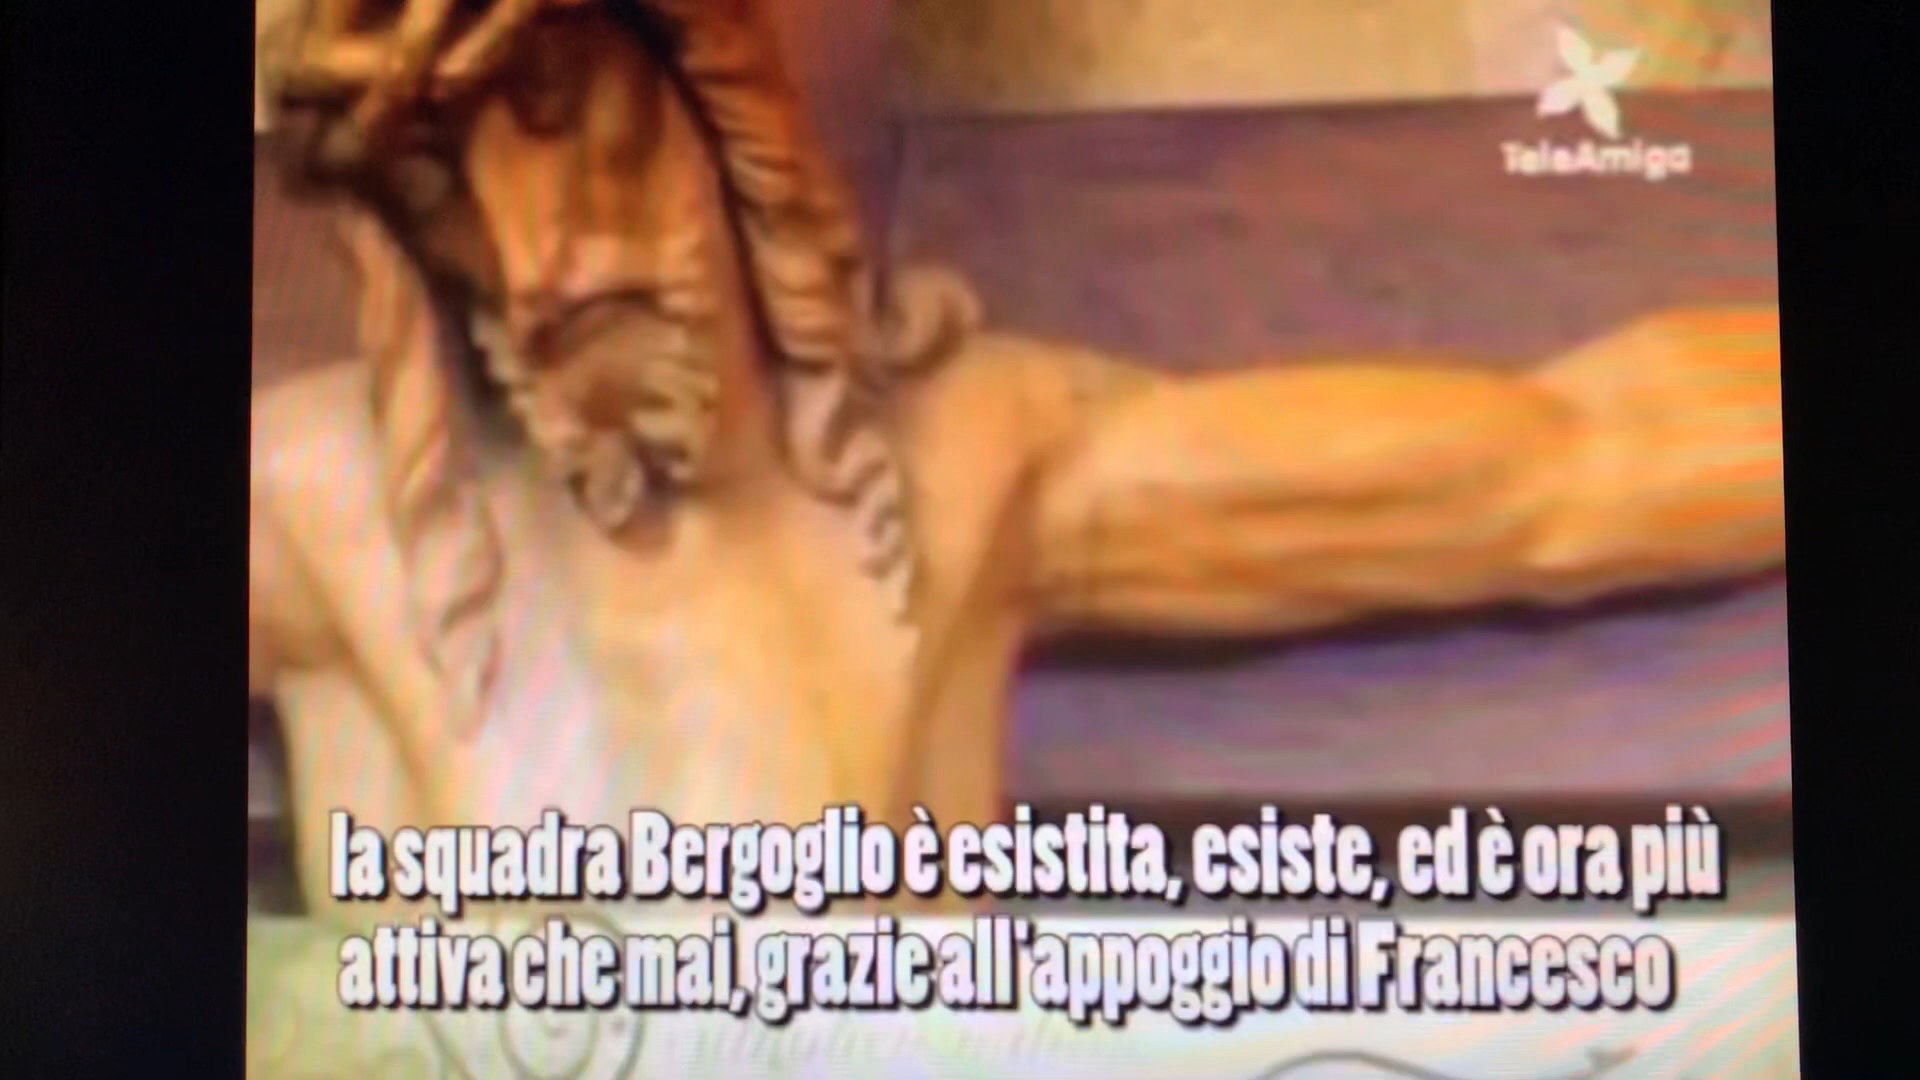 TeleAmiga
la squadra Bergoglio è esistita, esiste, ed è ora più
attiva che mai, grazie all'appoggio di Francesco